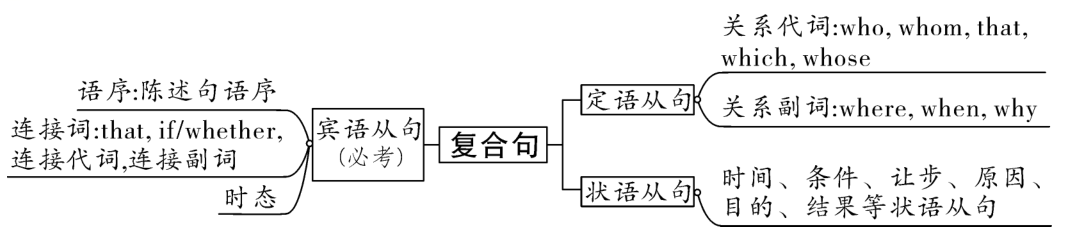 语序:陈述句语序
连接词:that, if/whether,
连接代词,连接副词
时态
宾语从句
(必考)
复合句
定语从句
关系代词:who, whom, that,
which, whose
关系副词:where, when, why
状语从句
时间、条件、让步、原因、
目的、结果等状语从句